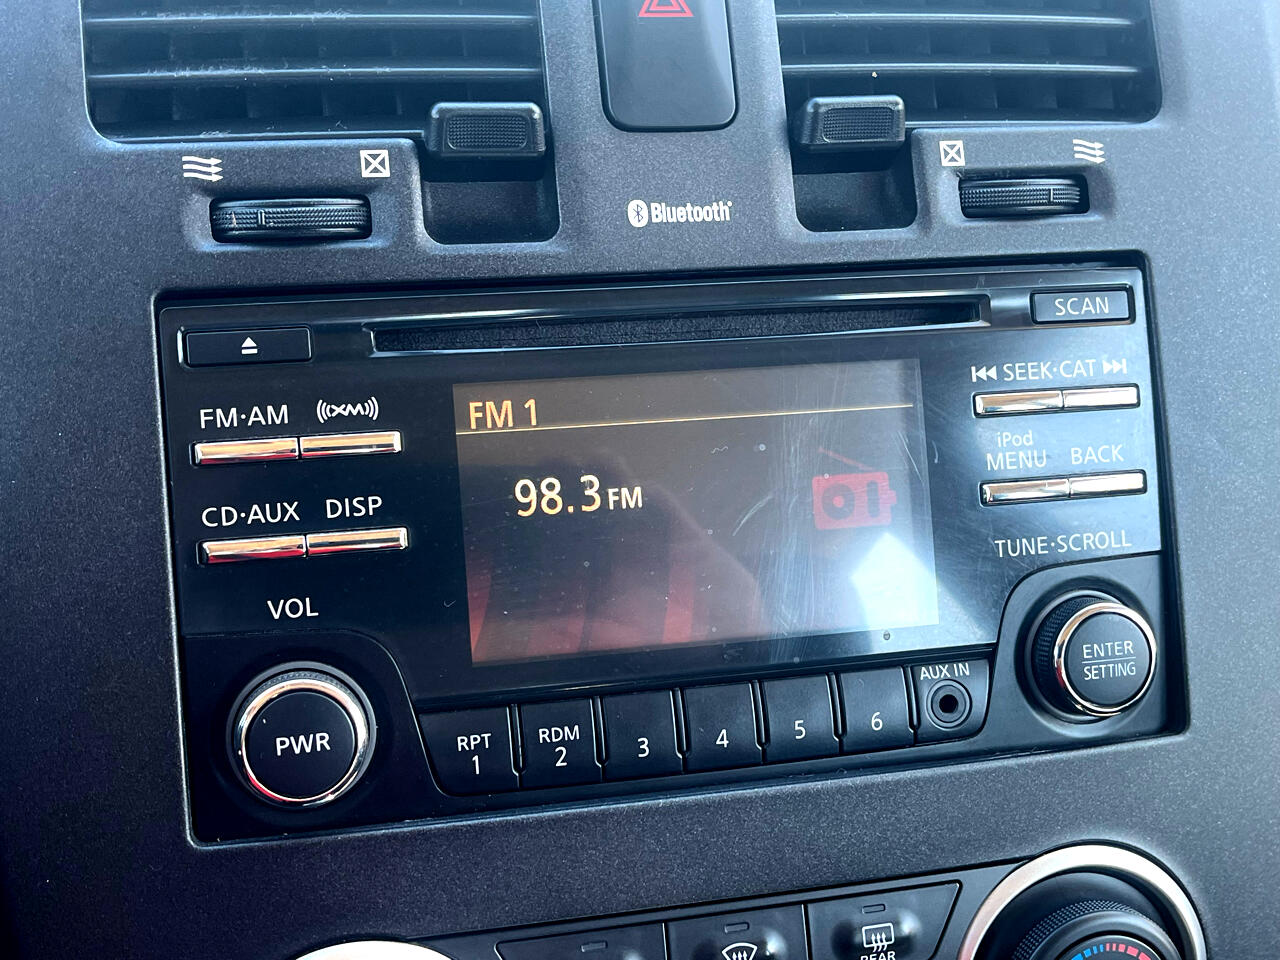 Bluetooth
SCAN
FM·AM
XM
SEEK·CAT
FM 1
98.3 FM
iPod
MENU
BACK
CD·AUX
DISP
TUNE·SCROLL
VOL
ENTER
SETTING
PWR
RPT
1
RDM
2
3
4
5
6
AUX IN
REAR